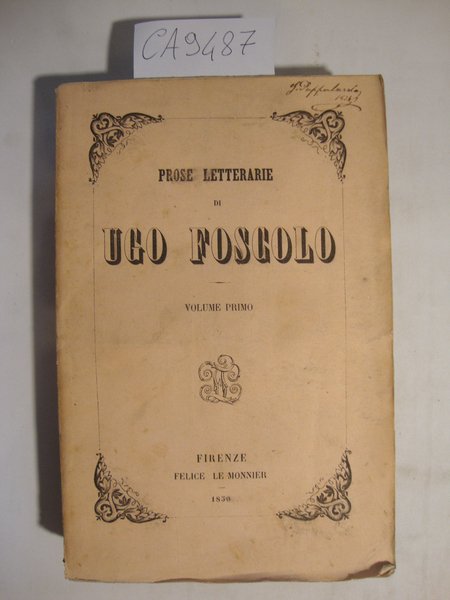 CA9487
PROSE LETTERARIE
DI
UGO FOSCOLO
VOLUME PRIMO
FIRENZE
FELICE LE MONNIER
1850